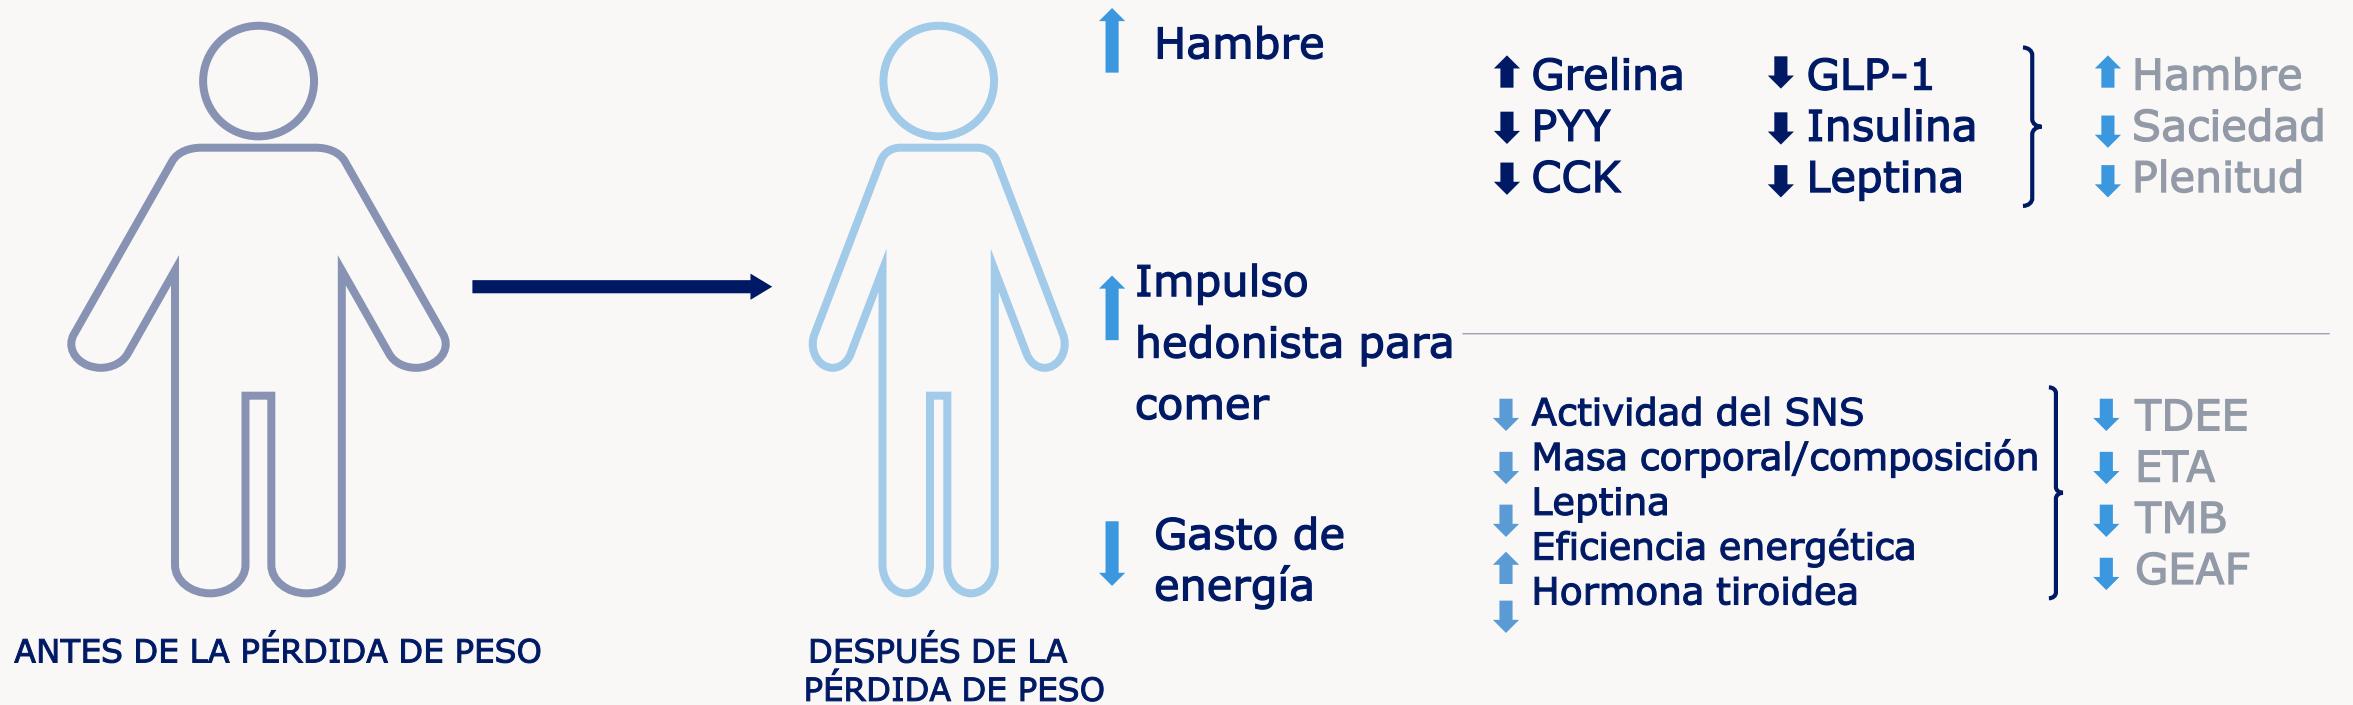 Hambre
Impulso
hedonista para
comer
Gasto de
energía
Grelina
PYY
CCK
GLP-1
Insulina
Leptina
Hambre
Saciedad
Plenitud
Actividad del SNS
Masa corporal/composición
Leptina
Eficiencia energética
Hormona tiroidea
TDEE
ETA
TMB
GEAF
ANTES DE LA PÉRDIDA DE PESO
DESPUÉS DE LA
PÉRDIDA DE PESO